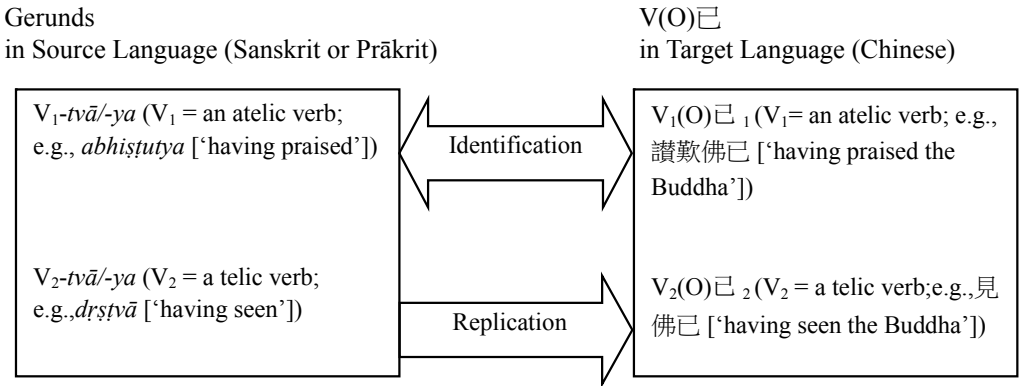 Gerunds
in Source Language (Sanskrit or Prākrit)
V(O)已
in Target Language (Chinese)
V₁-tvā/-ya (V₁ = an atelic verb;
e.g., abhiṣṭutya [‘having praised’])
Identification
V₁(O)已 ₁ (V₁= an atelic verb; e.g.,
讚歎佛已 [‘having praised the
Buddha’])
V₂-tvā/-ya (V₂ = a telic verb;
e.g.,dṛṣṭvā [‘having seen’])
Replication
V₂(O)已 ₂ (V₂ = a telic verb;e.g.,見
佛已 [‘having seen the Buddha’])